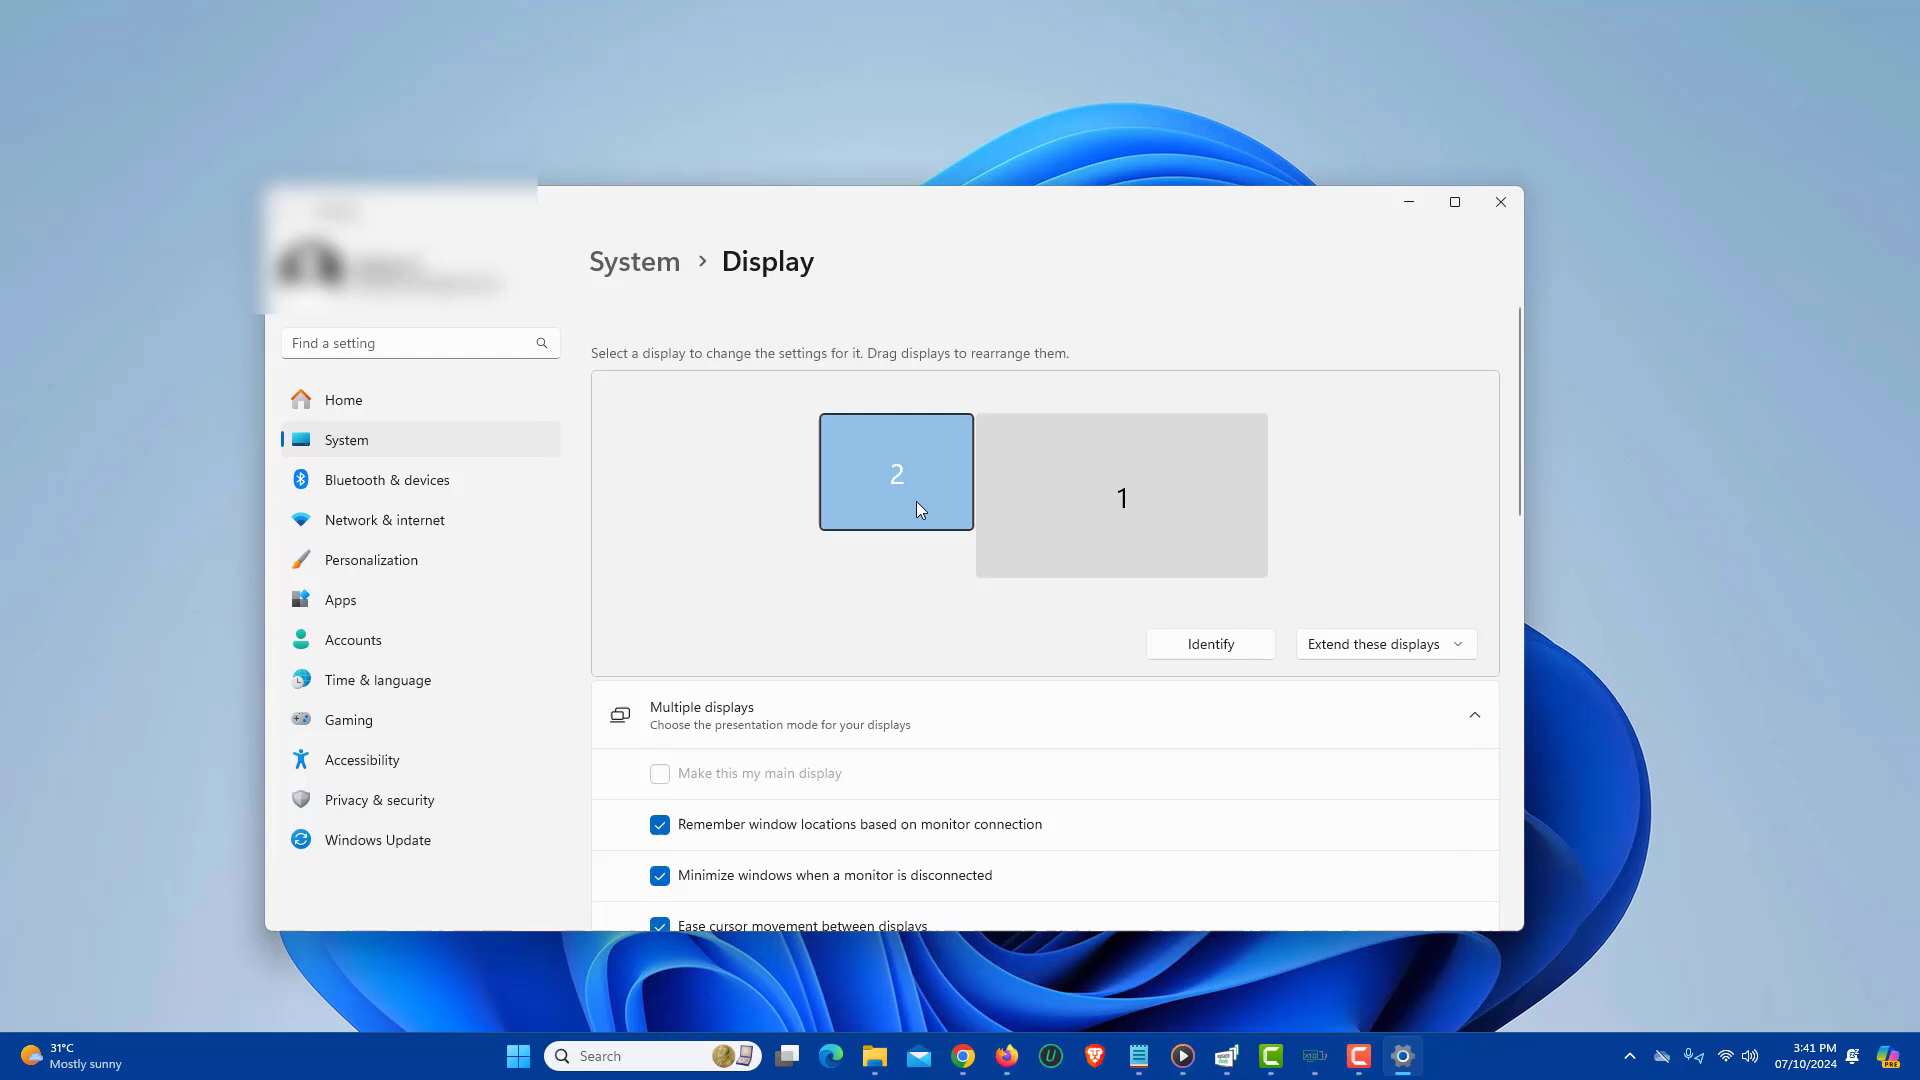 System > Display
Find a setting
Select a display to change the settings for it. Drag displays to rearrange them.
Home
System
Bluetooth & devices
Network & internet
Personalization
Apps
Accounts
Time & language
Gaming
Accessibility
Privacy & security
Windows Update
2
1
Identify
Extend these displays
Multiple displays
Choose the presentation mode for your displays
Make this my main display
Remember window locations based on monitor connection
Minimize windows when a monitor is disconnected
Ease cursor movement between displays
31°C
Mostly sunny
Search
3:41 PM
07/10/2024
PRE